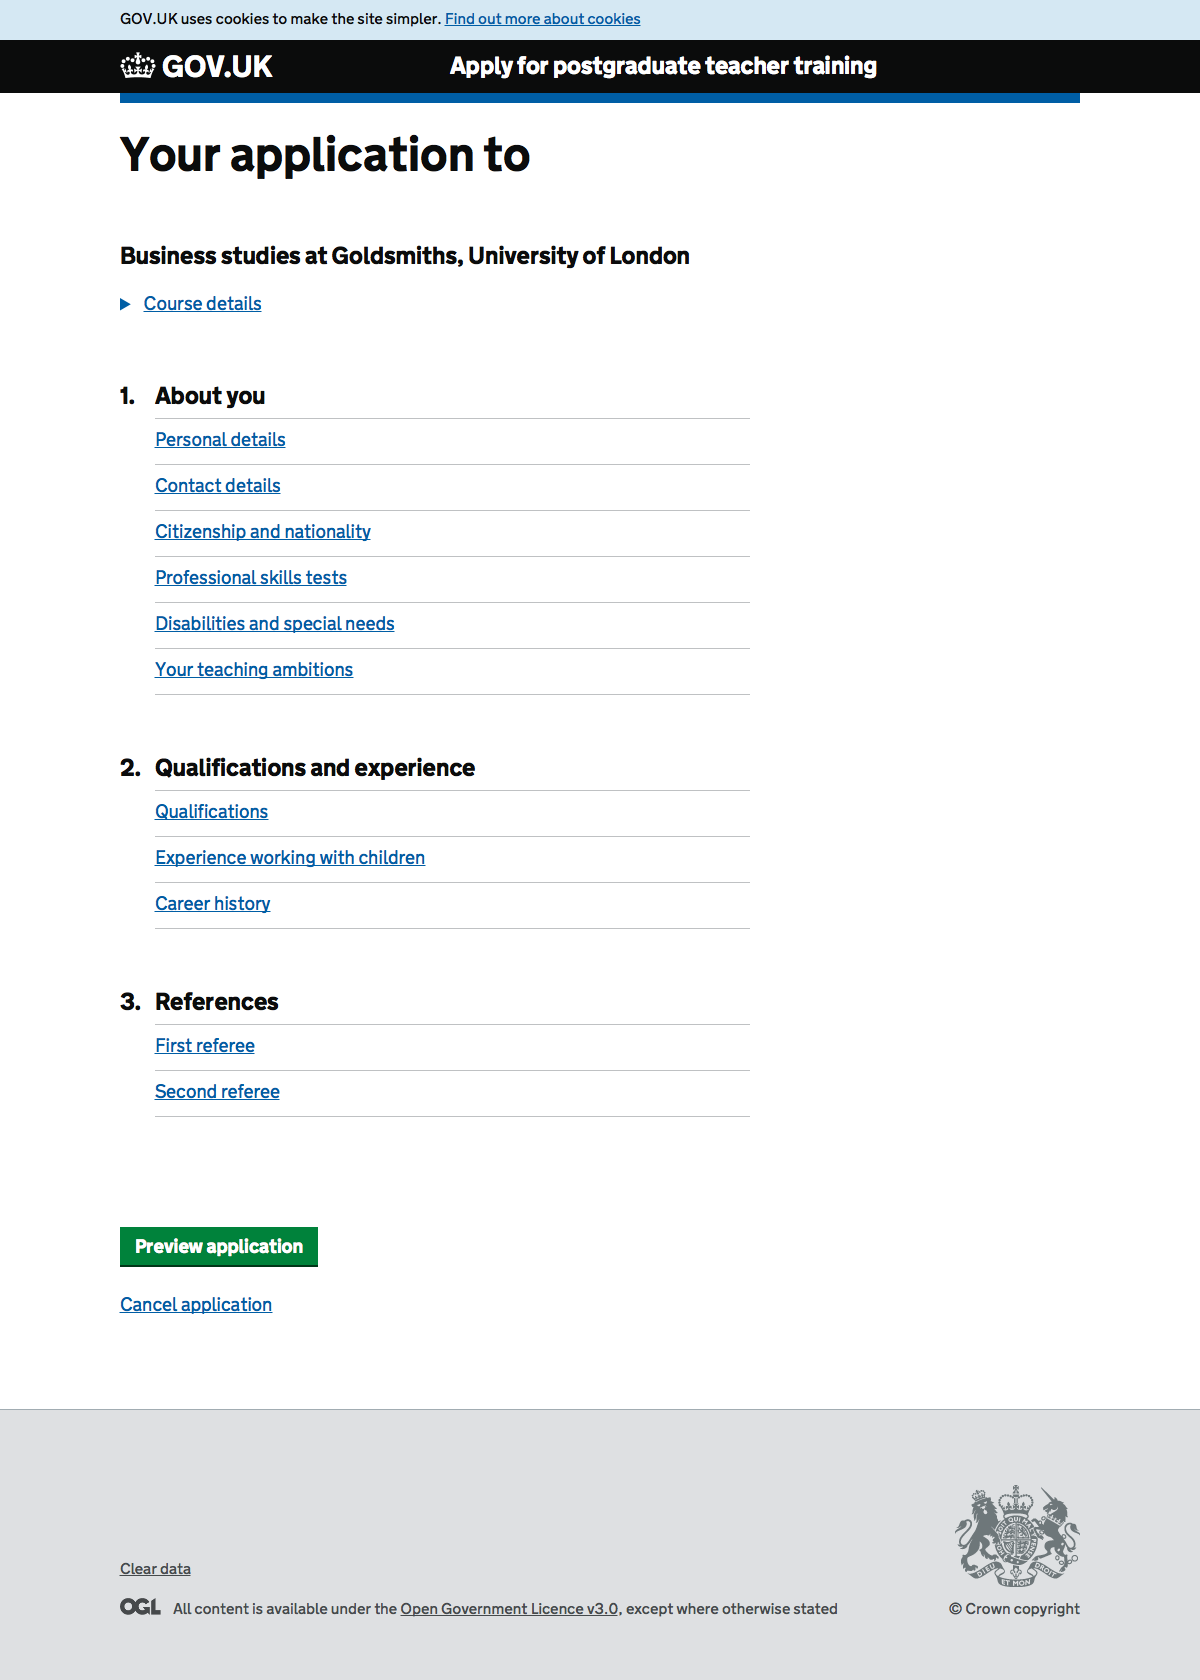 GOV.UK uses cookies to make the site simpler. Find out more about cookies
GOV.UK Apply for postgraduate teacher training
Your application to
Business studies at Goldsmiths, University of London
Course details
1. About you
Personal details
Contact details
Citizenship and nationality
Professional skills tests
Disabilities and special needs
Your teaching ambitions
2. Qualifications and experience
Qualifications
Experience working with children
Career history
3. References
First referee
Second referee
Preview application
Cancel application
DIEU ET MON DROIT
Clear data
OGL All content is available under the Open Government Licence v3.0, except where otherwise stated
© Crown copyright